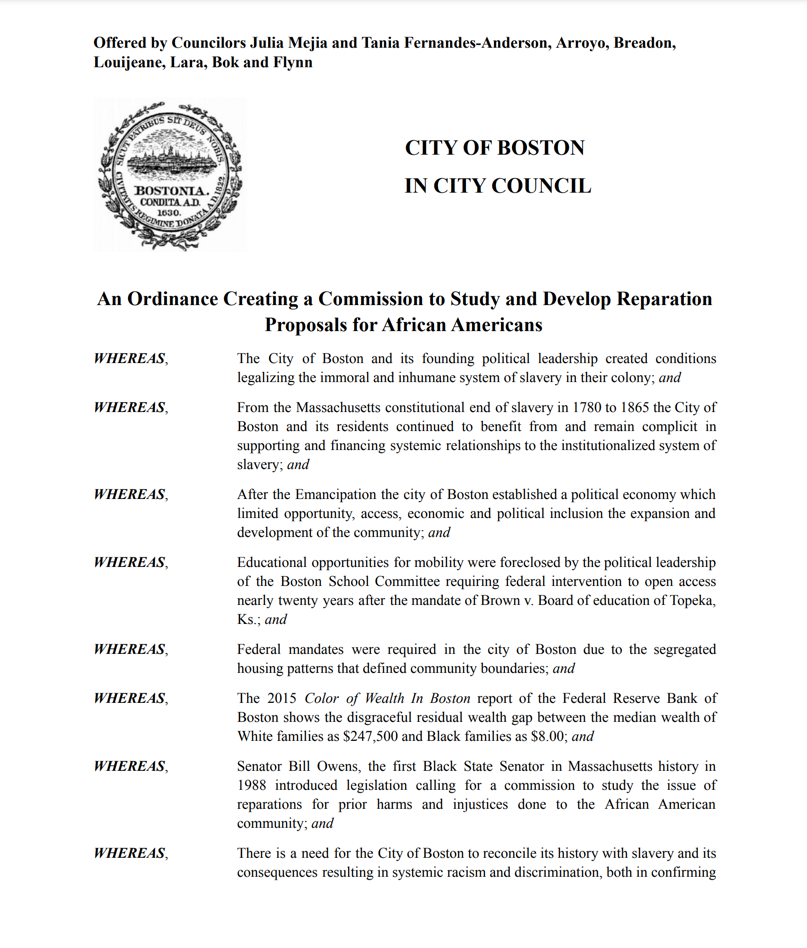 Offered by Councilors Julia Mejia and Tania Fernandes-Anderson, Arroyo, Breadon,
Louijeane, Lara, Bok and Flynn
SICUT PATRIBUS SIT DEUS NOBIS
BOSTONIA.
CONDITA A.D.
1630.
CIVITATIS REGIMINE DONATA A.D. 1822.
CITY OF BOSTON
IN CITY COUNCIL
An Ordinance Creating a Commission to Study and Develop Reparation
Proposals for African Americans
WHEREAS, The City of Boston and its founding political leadership created conditions
legalizing the immoral and inhumane system of slavery in their colony; and
WHEREAS, From the Massachusetts constitutional end of slavery in 1780 to 1865 the City of
Boston and its residents continued to benefit from and remain complicit in
supporting and financing systemic relationships to the institutionalized system of
slavery; and
WHEREAS, After the Emancipation the city of Boston established a political economy which
limited opportunity, access, economic and political inclusion the expansion and
development of the community; and
WHEREAS, Educational opportunities for mobility were foreclosed by the political leadership
of the Boston School Committee requiring federal intervention to open access
nearly twenty years after the mandate of Brown v. Board of education of Topeka,
Ks.; and
WHEREAS, Federal mandates were required in the city of Boston due to the segregated
housing patterns that defined community boundaries; and
WHEREAS, The 2015 Color of Wealth In Boston report of the Federal Reserve Bank of
Boston shows the disgraceful residual wealth gap between the median wealth of
White families as $247,500 and Black families as $8.00; and
WHEREAS, Senator Bill Owens, the first Black State Senator in Massachusetts history in
1988 introduced legislation calling for a commission to study the issue of
reparations for prior harms and injustices done to the African American
community; and
WHEREAS, There is a need for the City of Boston to reconcile its history with slavery and its
consequences resulting in systemic racism and discrimination, both in confirming